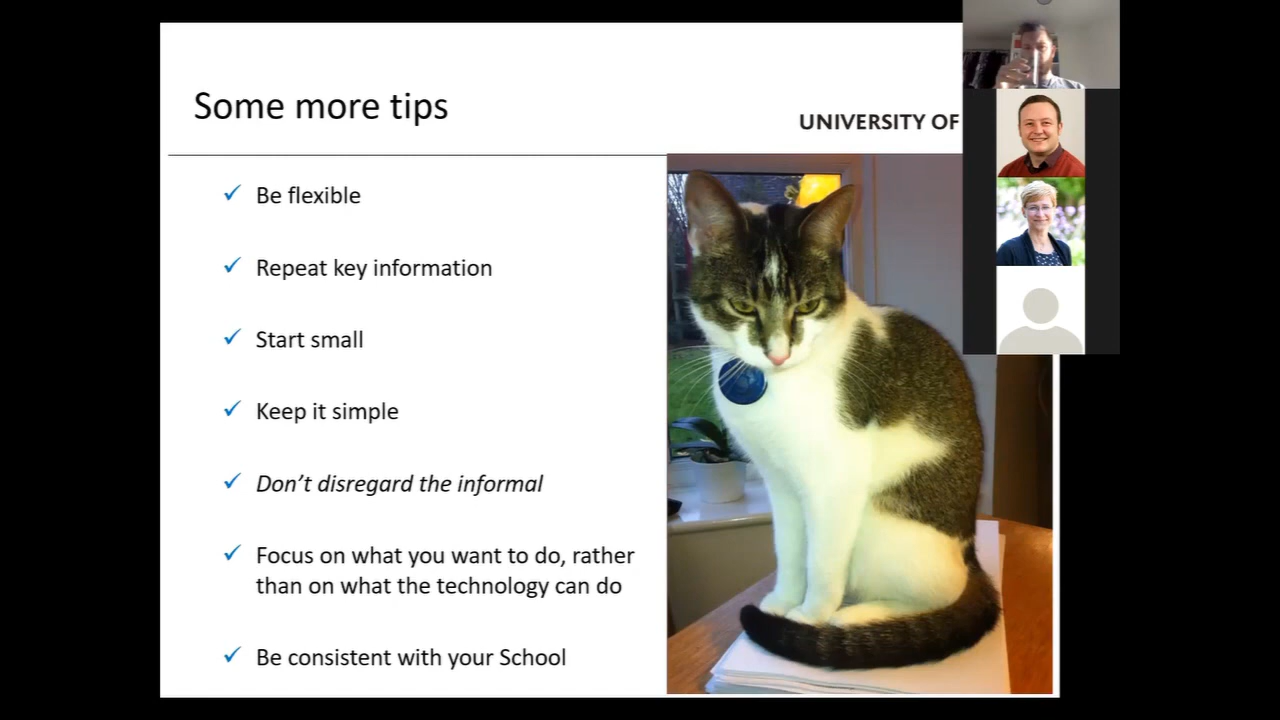 Some more tips
UNIVERSITY OF
✓ Be flexible
✓ Repeat key information
✓ Start small
✓ Keep it simple
✓ Don’t disregard the informal
✓ Focus on what you want to do, rather
than on what the technology can do
✓ Be consistent with your School